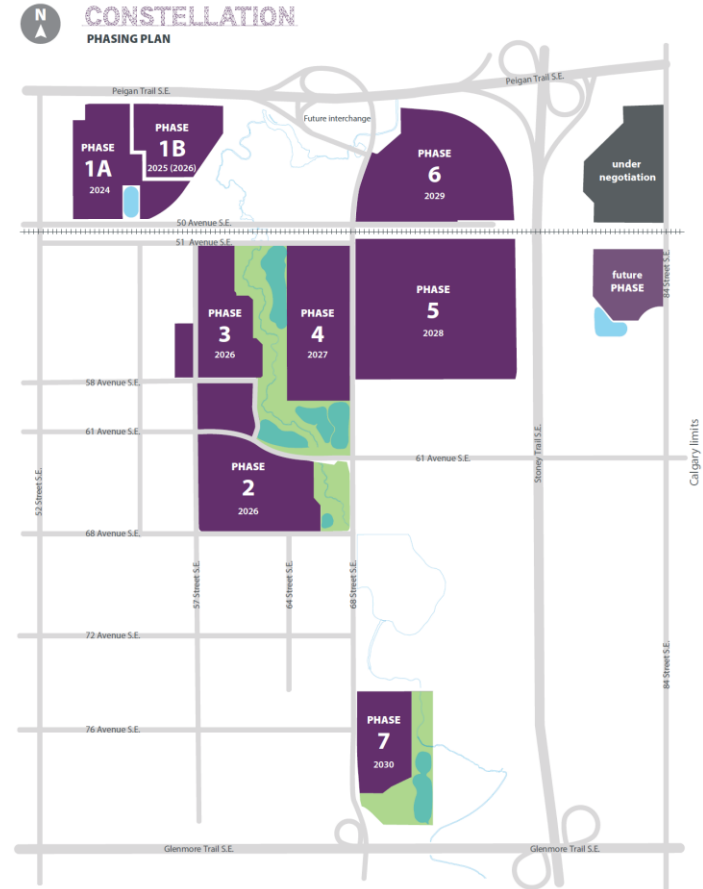 N
CONSTELLATION
PHASING PLAN
Peigan Trail S.E.
Peigan Trail S.E.
Future interchange
PHASE
1A
2024
PHASE
1B
2025 (2026)
PHASE
6
2029
under
negotiation
50 Avenue S.E.
51 Avenue S.E.
84 Street S.E.
future
PHASE
PHASE
3
2026
PHASE
4
2027
PHASE
5
2028
58 Avenue S.E.
61 Avenue S.E.
61 Avenue S.E.
Stoney Trail S.E.
Calgary limits
52 Street S.E.
PHASE
2
2026
68 Avenue S.E.
57 Street S.E.
64 Street S.E.
68 Street S.E.
72 Avenue S.E.
84 Street S.E.
76 Avenue S.E.
PHASE
7
2030
Glenmore Trail S.E.
Glenmore Trail S.E.